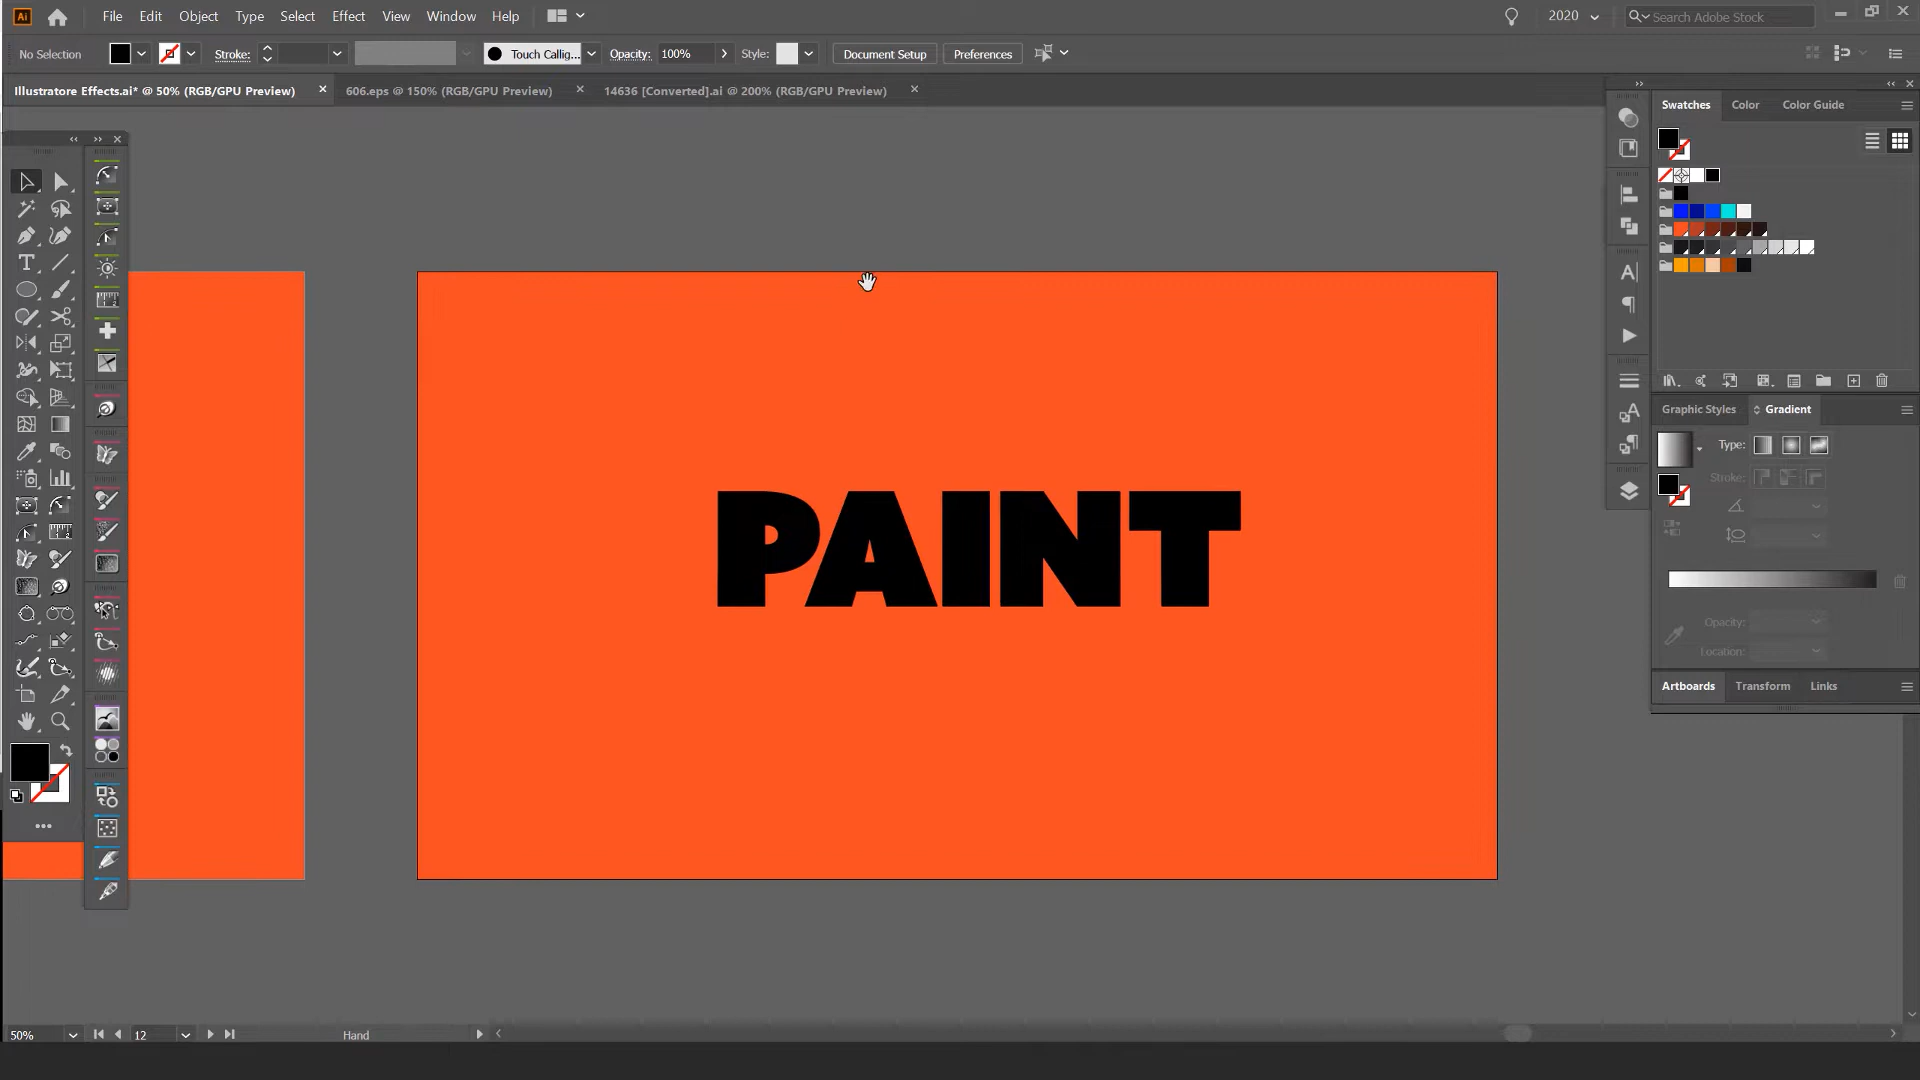 Ai File Edit Object Type Select Effect View Window Help 2020 Search Adobe Stock
No Selection Stroke: Touch Callig... Opacity: 100% Style: Document Setup Preferences
Illustratore Effects.ai* @ 50% (RGB/GPU Preview) 606.eps @ 150% (RGB/GPU Preview) 14636 [Converted].ai @ 200% (RGB/GPU Preview)
Swatches Color Color Guide
Graphic Styles Gradient
Type:
Stroke:
PAINT
Opacity:
Location:
Artboards Transform Links
50% 12 Hand